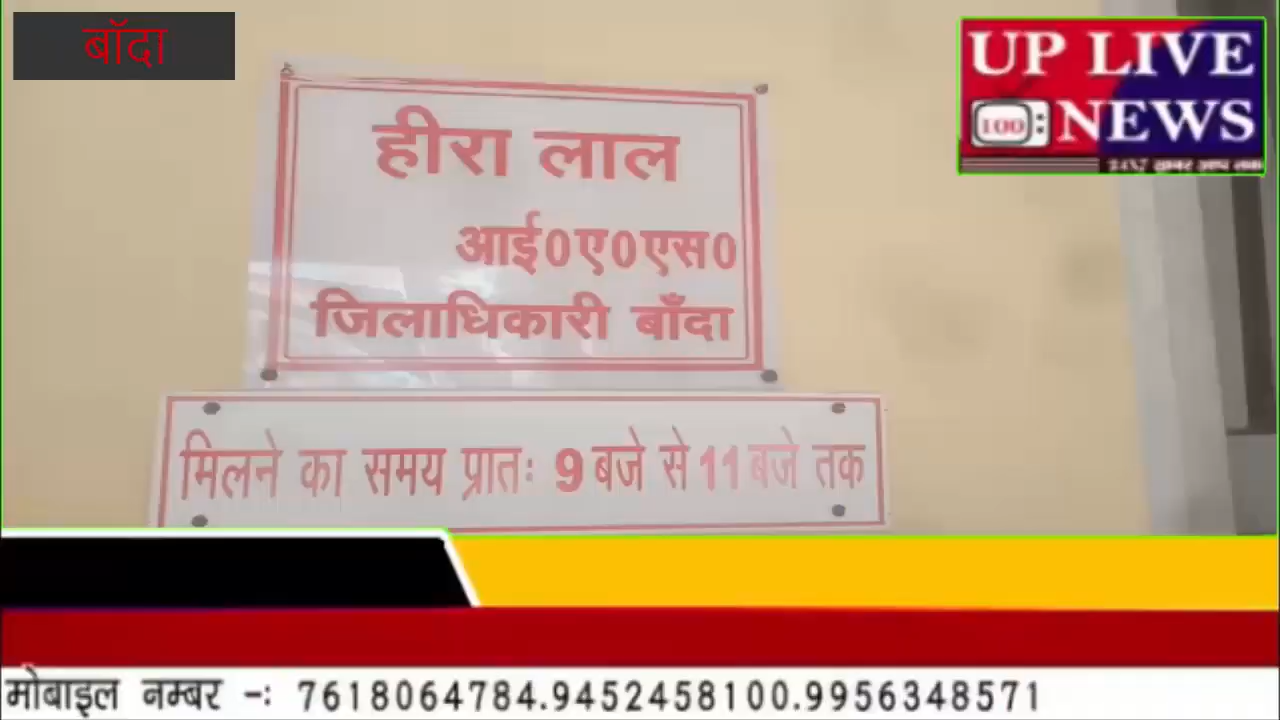 बाॅदा
UP LIVE
100 NEWS
हीरा लाल
आई0ए0एस0
जिलाधिकारी बाँदा
मिलने का समय प्रातः 9 बजे से 11 बजे तक
मोबाइल नम्बर -: 7618064784.9452458100.9956348571